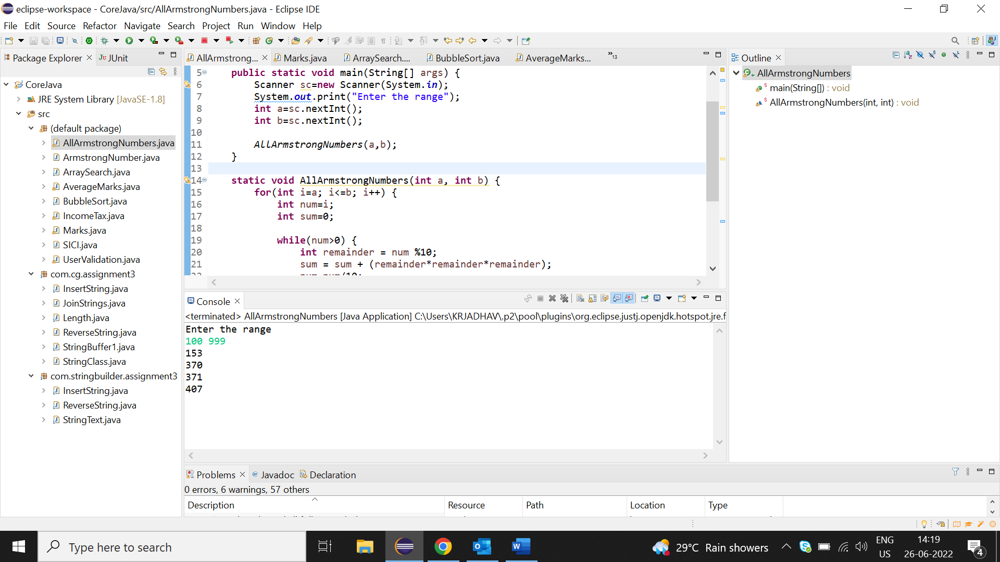 eclipse-workspace - CoreJava/src/AllArmstrongNumbers.java - Eclipse IDE
File Edit Source Refactor Navigate Search Project Run Window Help
Package Explorer
JUnit
CoreJava
JRE System Library [JavaSE-1.8]
src
(default package)
AllArmstrongNumbers.java
ArmstrongNumber.java
ArraySearch.java
AverageMarks.java
BubbleSort.java
IncomeTax.java
Marks.java
SICI.java
UserValidation.java
com.cg.assignment3
InsertString.java
JoinStrings.java
Length.java
ReverseString.java
StringBuffer1.java
StringClass.java
com.stringbuilder.assignment3
InsertString.java
ReverseString.java
StringText.java
AllArmstrong... Marks.java ArraySearch.... BubbleSort.java AverageMarks... »13
5 public static void main(String[] args) {
6 Scanner sc=new Scanner(System.in);
7 System.out.print("Enter the range");
8 int a=sc.nextInt();
9 int b=sc.nextInt();
10
11 AllArmstrongNumbers(a,b);
12 }
13
14 static void AllArmstrongNumbers(int a, int b) {
15 for(int i=a; i<=b; i++) {
16 int num=i;
17 int sum=0;
18
19 while(num>0) {
20 int remainder = num %10;
21 sum = sum + (remainder*remainder*remainder);
Console
<terminated> AllArmstrongNumbers [Java Application] C:\Users\KRJADHAV\.p2\pool\plugins\org.eclipse.justj.openjdk.hotspot.jre.f
Enter the range
100 999
153
370
371
407
Outline
AllArmstrongNumbers
main(String[]) : void
AllArmstrongNumbers(int, int) : void
Problems Javadoc Declaration
0 errors, 6 warnings, 57 others
Description Resource Path Location Type
Type here to search
29°C Rain showers
ENG
US
14:19
26-06-2022
4